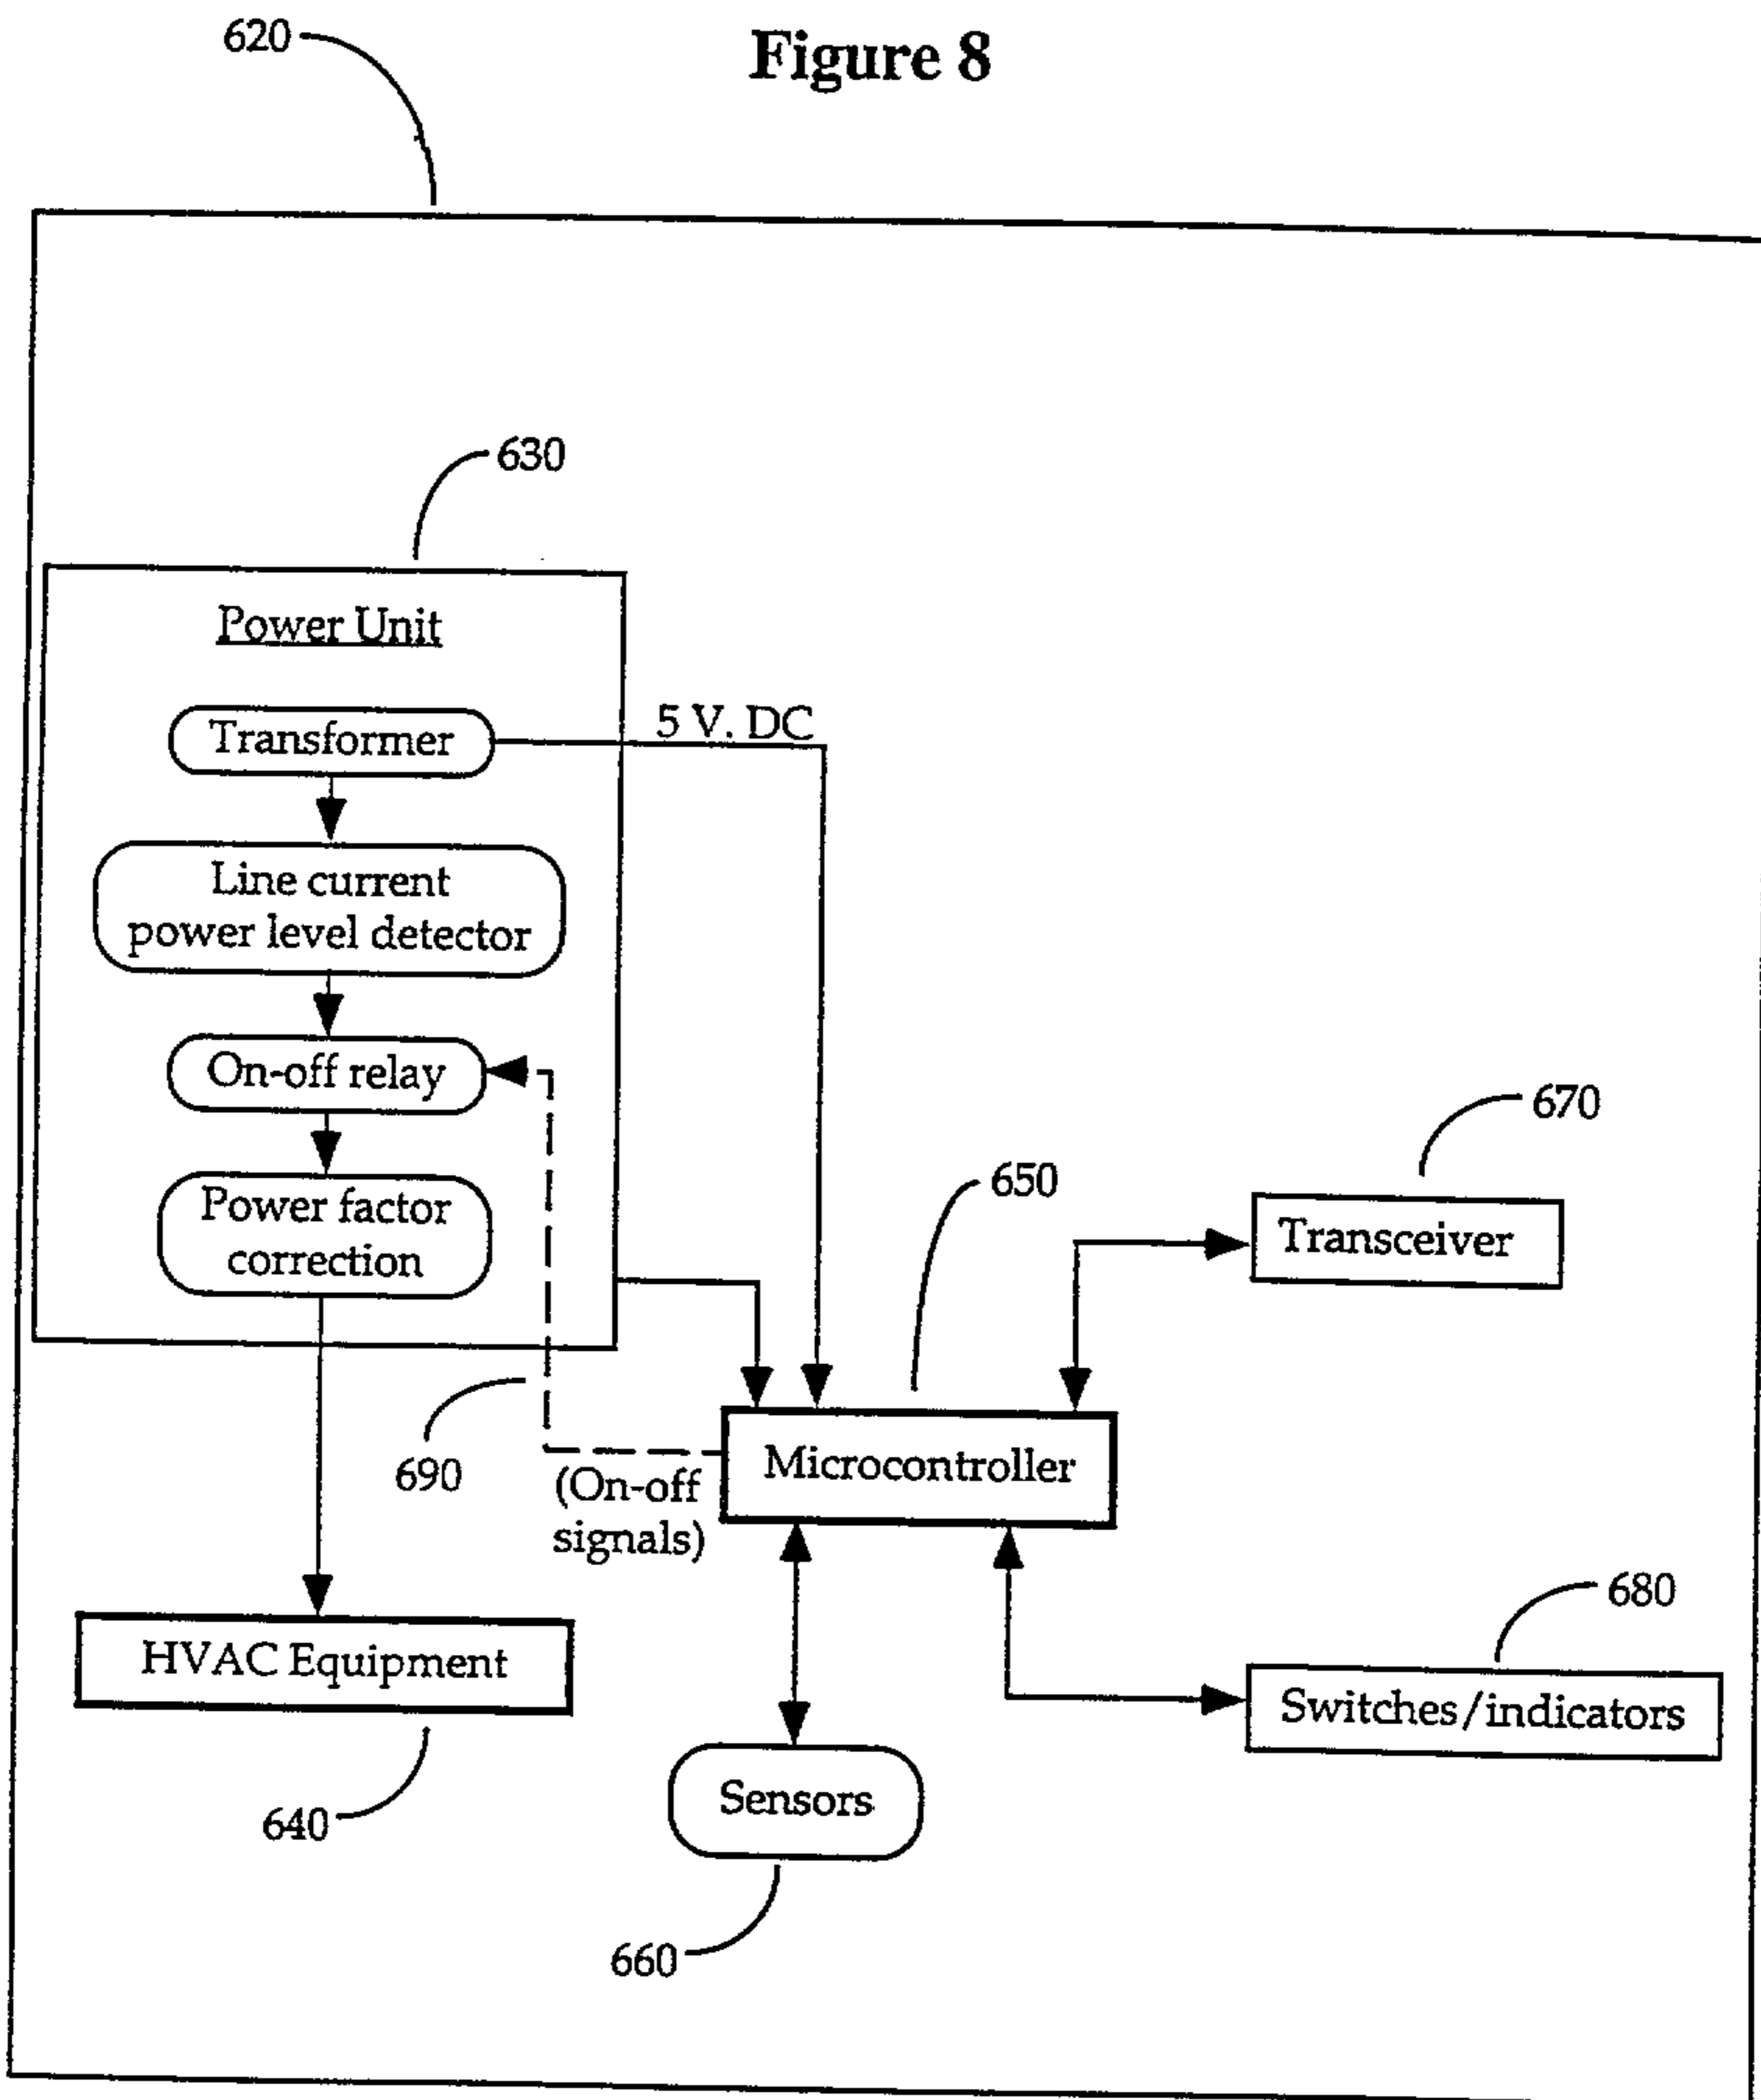 620
Figure 8
630
Power Unit
Transformer
5 V. DC
Line current
power level detector
On-off relay
670
650
Power factor
correction
Transceiver
690
(On-off
signals)
Microcontroller
680
HVAC Equipment
Switches/indicators
640
Sensors
660